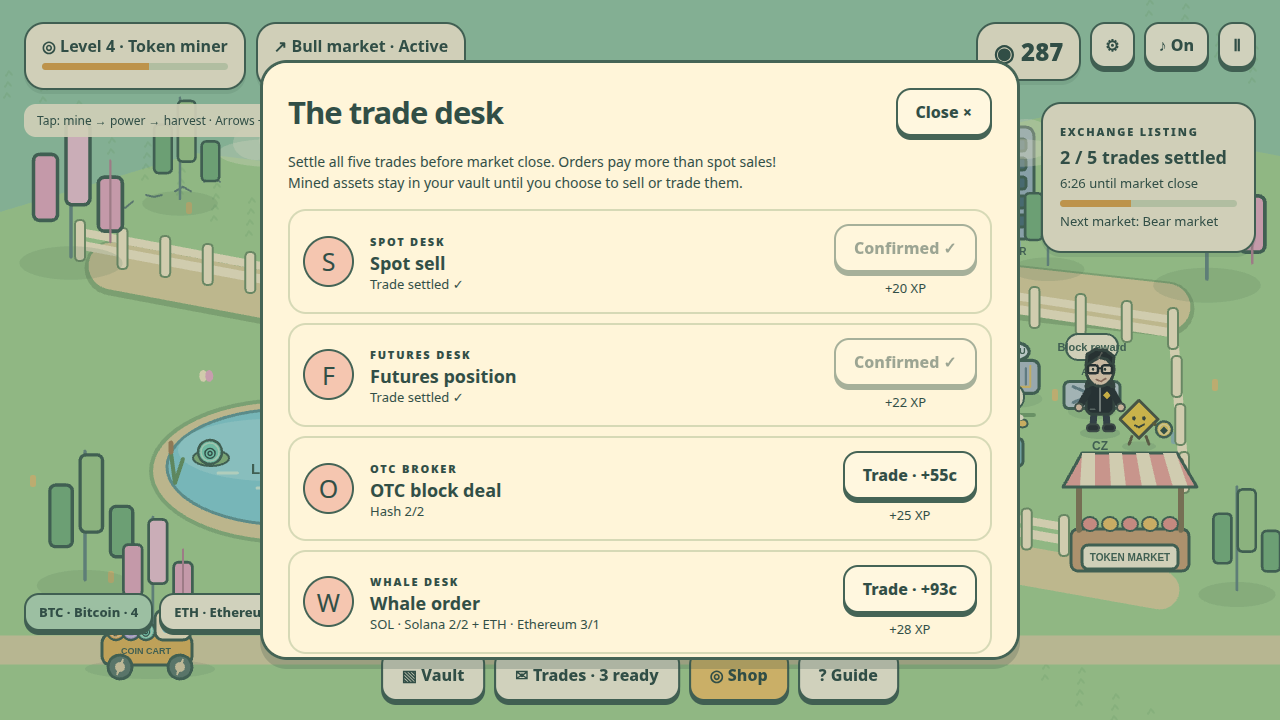 ◎ Level 4 · Token miner
↗ Bull market · Active
◉ 287
⚙
♪ On
Ⅱ
Tap: mine → power → harvest · Arrows
The trade desk
Close ×
Settle all five trades before market close. Orders pay more than spot sales!
Mined assets stay in your vault until you choose to sell or trade them.
EXCHANGE LISTING
2 / 5 trades settled
6:26 until market close
Next market: Bear market
S
SPOT DESK
Spot sell
Trade settled ✓
Confirmed ✓
+20 XP
F
FUTURES DESK
Futures position
Trade settled ✓
Confirmed ✓
+22 XP
O
OTC BROKER
OTC block deal
Hash 2/2
Trade · +55c
+25 XP
W
WHALE DESK
Whale order
SOL · Solana 2/2 + ETH · Ethereum 3/1
Trade · +93c
+28 XP
Block reward
CZ
TOKEN MARKET
BTC · Bitcoin · 4
ETH · Ethereu
COIN CART
▧ Vault
✉ Trades · 3 ready
◎ Shop
? Guide